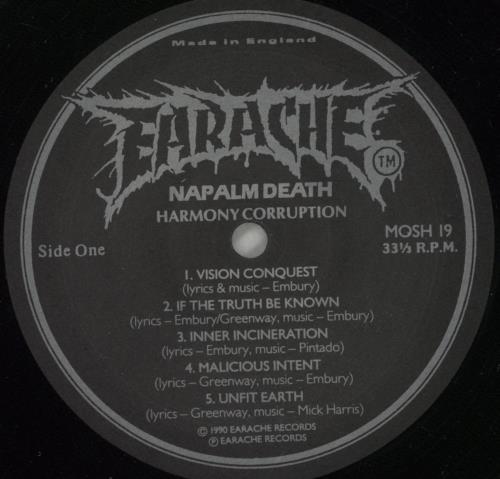 Made in England
EARACHE TM
NAPALM DEATH
HARMONY CORRUPTION
Side One
MOSH 19
33⅓ R.P.M.
1. VISION CONQUEST
(lyrics & music – Embury)
2. IF THE TRUTH BE KNOWN
(lyrics – Embury/Greenway, music – Embury)
3. INNER INCINERATION
(lyrics – Embury, music – Pintado)
4. MALICIOUS INTENT
(lyrics – Greenway, music – Embury)
5. UNFIT EARTH
(lyrics – Greenway, music – Mick Harris)
© 1990 EARACHE RECORDS
℗ EARACHE RECORDS